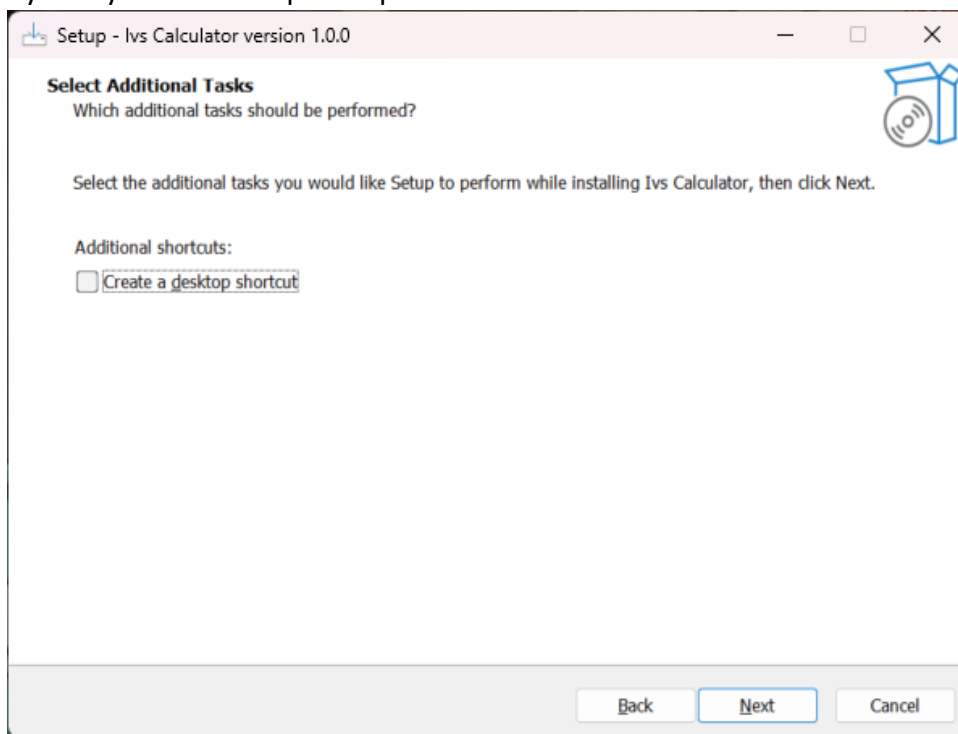 Setup - Ivs Calculator version 1.0.0
Select Additional Tasks
Which additional tasks should be performed?
Select the additional tasks you would like Setup to perform while installing Ivs Calculator, then click Next.
Additional shortcuts:
Create a desktop shortcut
Back Next Cancel